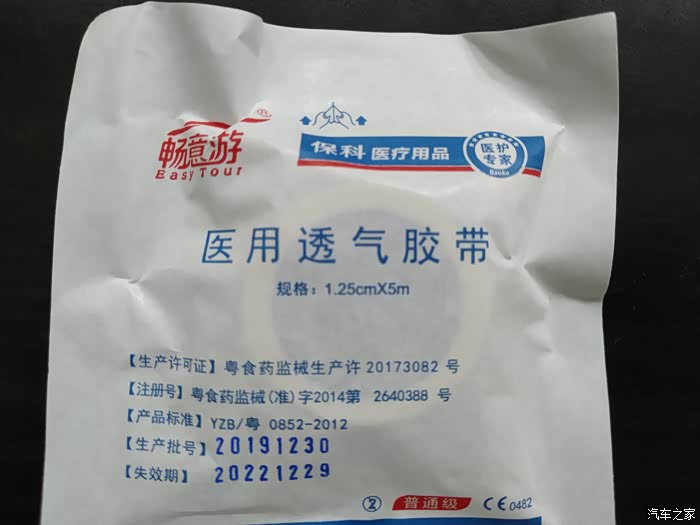 畅意游®
Easy Tour
保科 医疗用品
医护
专家
Baoke
医用透气胶带
规格：1.25cmX5m
【生产许可证】粤食药监械生产许 20173082 号
【注册号】粤食药监械(准)字2014第 2640388 号
【产品标准】YZB/粤 0852-2012
【生产批号】20191230
【失效期】20221229
② 普通级 CE 0482
汽车之家